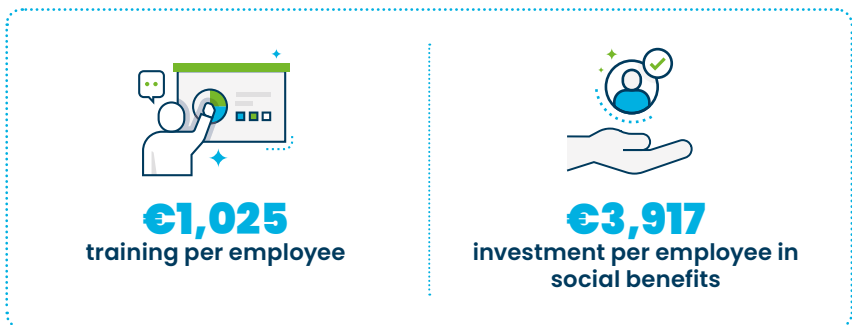 €1,025
training per employee
€3,917
investment per employee in
social benefits